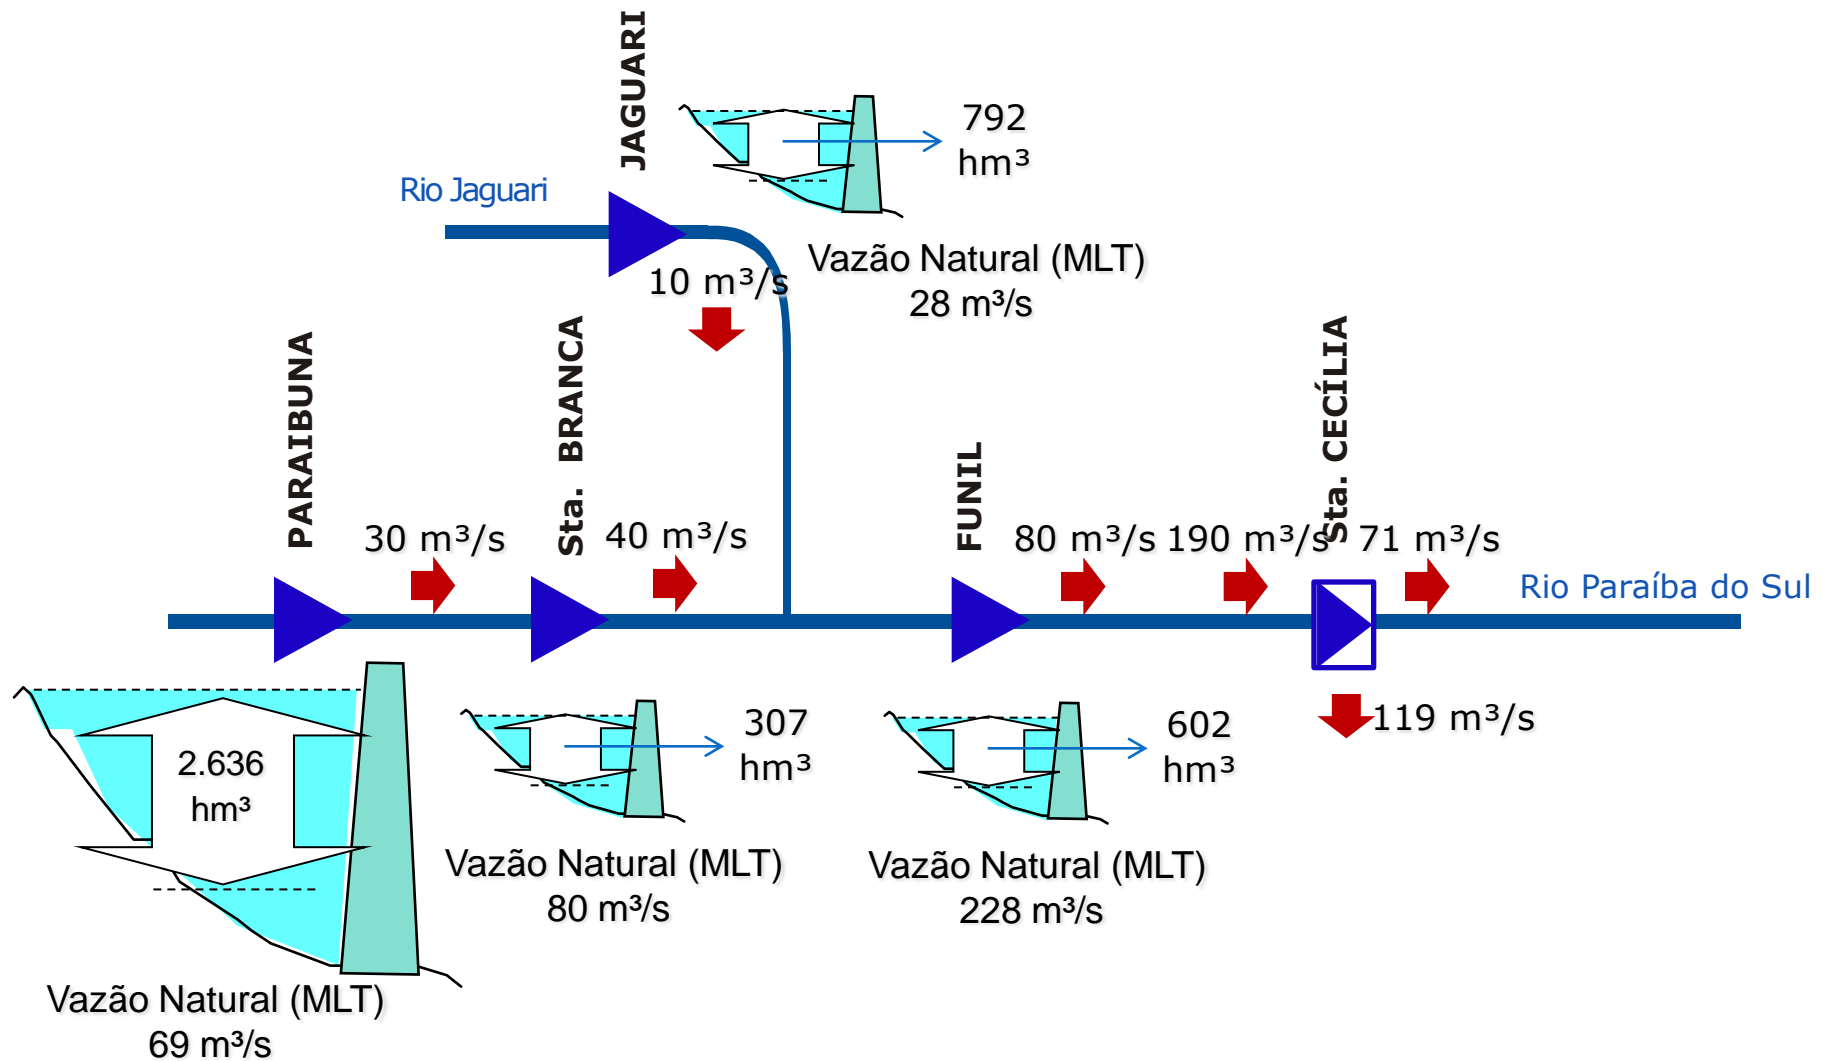 JAGUARI
792
hm³
Rio Jaguari
Vazão Natural (MLT)
28 m³/s
10 m³/s
PARAIBUNA
Sta. BRANCA
FUNIL
Sta. CECÍLIA
30 m³/s
40 m³/s
80 m³/s
190 m³/s
71 m³/s
Rio Paraíba do Sul
119 m³/s
2.636
hm³
307
hm³
602
hm³
Vazão Natural (MLT)
80 m³/s
Vazão Natural (MLT)
228 m³/s
Vazão Natural (MLT)
69 m³/s